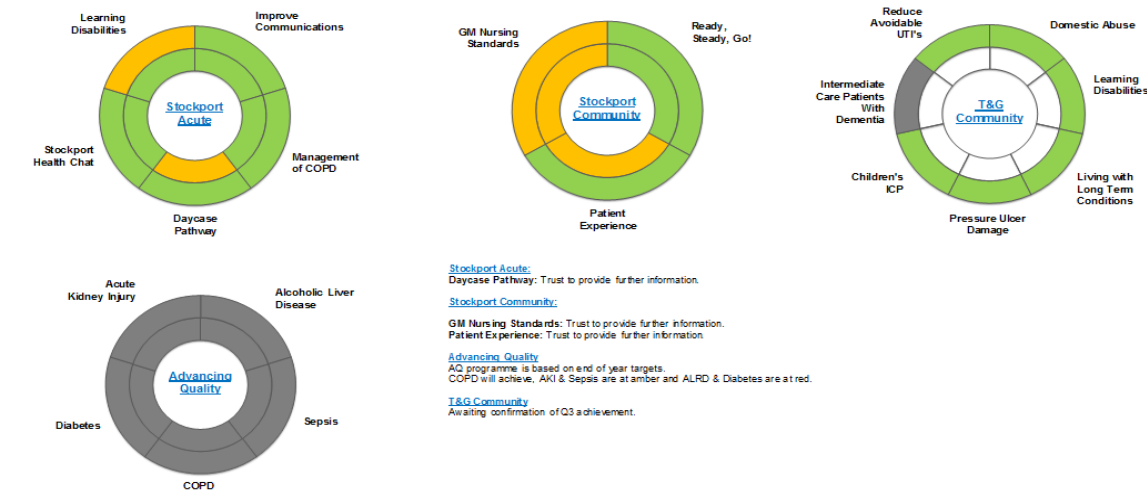 Learning
Disabilities
Improve
Communications
Stockport
Acute
Stockport
Health Chat
Management
of COPD
Daycase
Pathway
GM Nursing
Standards
Ready,
Steady, Go!
Stockport
Community
Patient
Experience
Reduce
Avoidable
UTI's
Domestic Abuse
Intermediate
Care Patients
With
Dementia
Learning
Disabilities
T&G
Community
Children's
ICP
Living with
Long Term
Conditions
Pressure Ulcer
Damage
Acute
Kidney Injury
Alcoholic Liver
Disease
Advancing
Quality
Diabetes
Sepsis
COPD
Stockport Acute:
Daycase Pathway: Trust to provide further information.
Stockport Community:
GM Nursing Standards: Trust to provide further information.
Patient Experience: Trust to provide further information.
Advancing Quality
AQ programme is based on end of year targets.
COPD will achieve, AKI & Sepsis are at amber and ALRD & Diabetes are at red.
T&G Community
Awaiting confirmation of Q3 achievement.